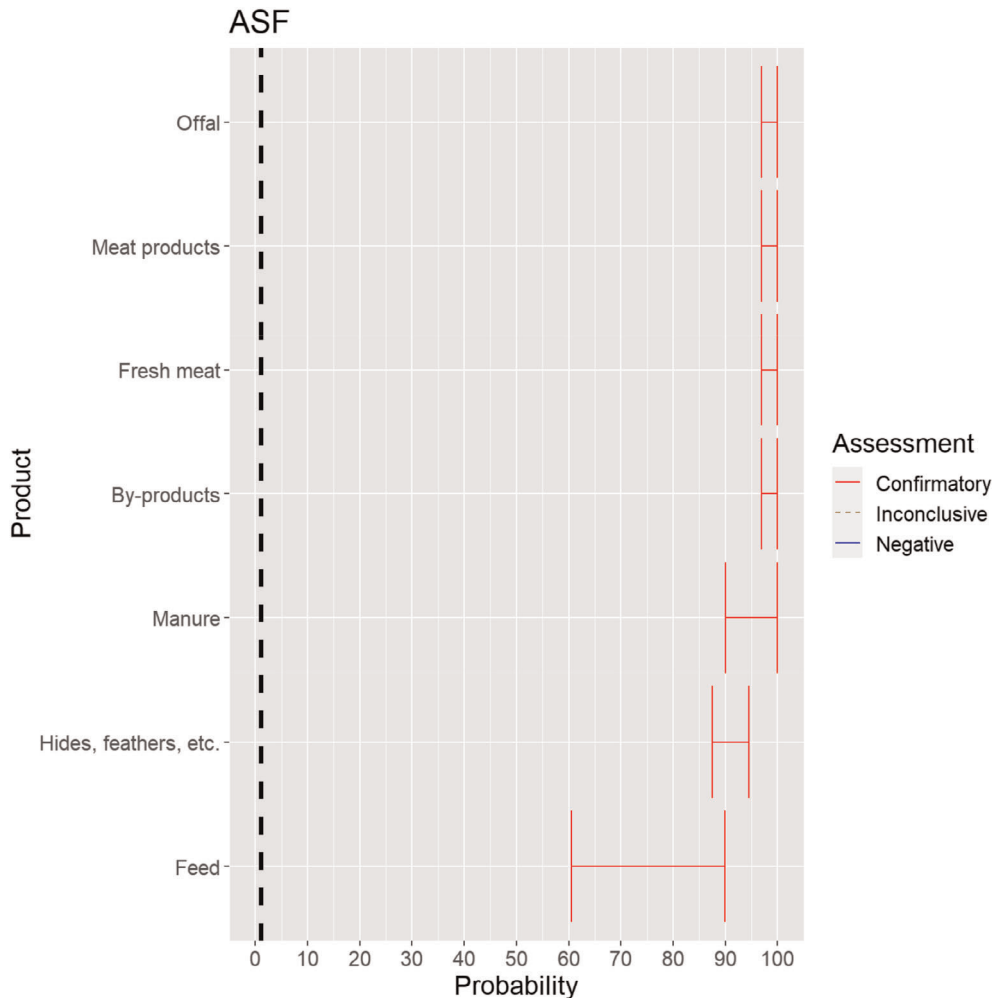 ASF
Product
Offal
Meat products
Fresh meat
By-products
Manure
Hides, feathers, etc.
Feed
0 10 20 30 40 50 60 70 80 90 100
Probability
Assessment
Confirmatory
Inconclusive
Negative